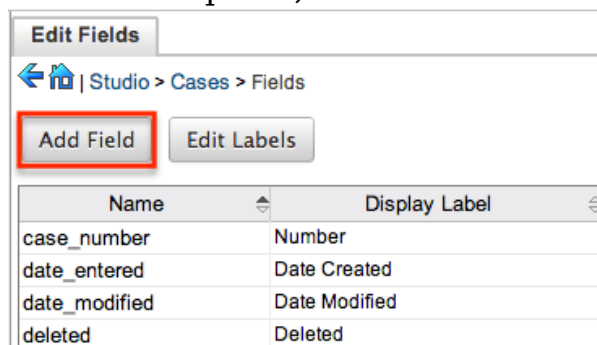 Edit Fields
| Studio > Cases > Fields
Add Field Edit Labels
Name Display Label
case_number Number
date_entered Date Created
date_modified Date Modified
deleted Deleted